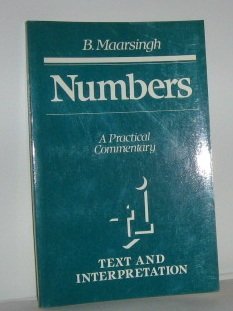 B. Maarsingh
Numbers
A Practical
Commentary
TEXT AND
INTERPRETATION